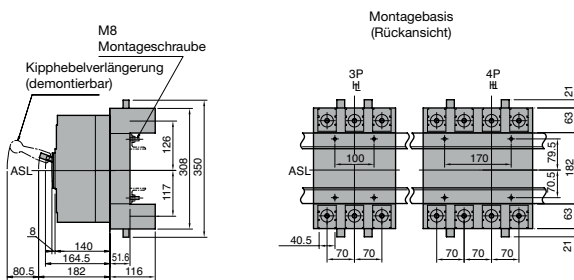 M8
Montageschraube
Kipphebelverlängerung
(demontierbar)
ASL
126
117
308
350
8
140
51.6
164.5
80.5
182
116
Montagebasis
(Rückansicht)
3P
4P
HL
HL
21
63
100
170
79.5
ASL
182
70.5
63
40.5
70
70
70
70
70
21